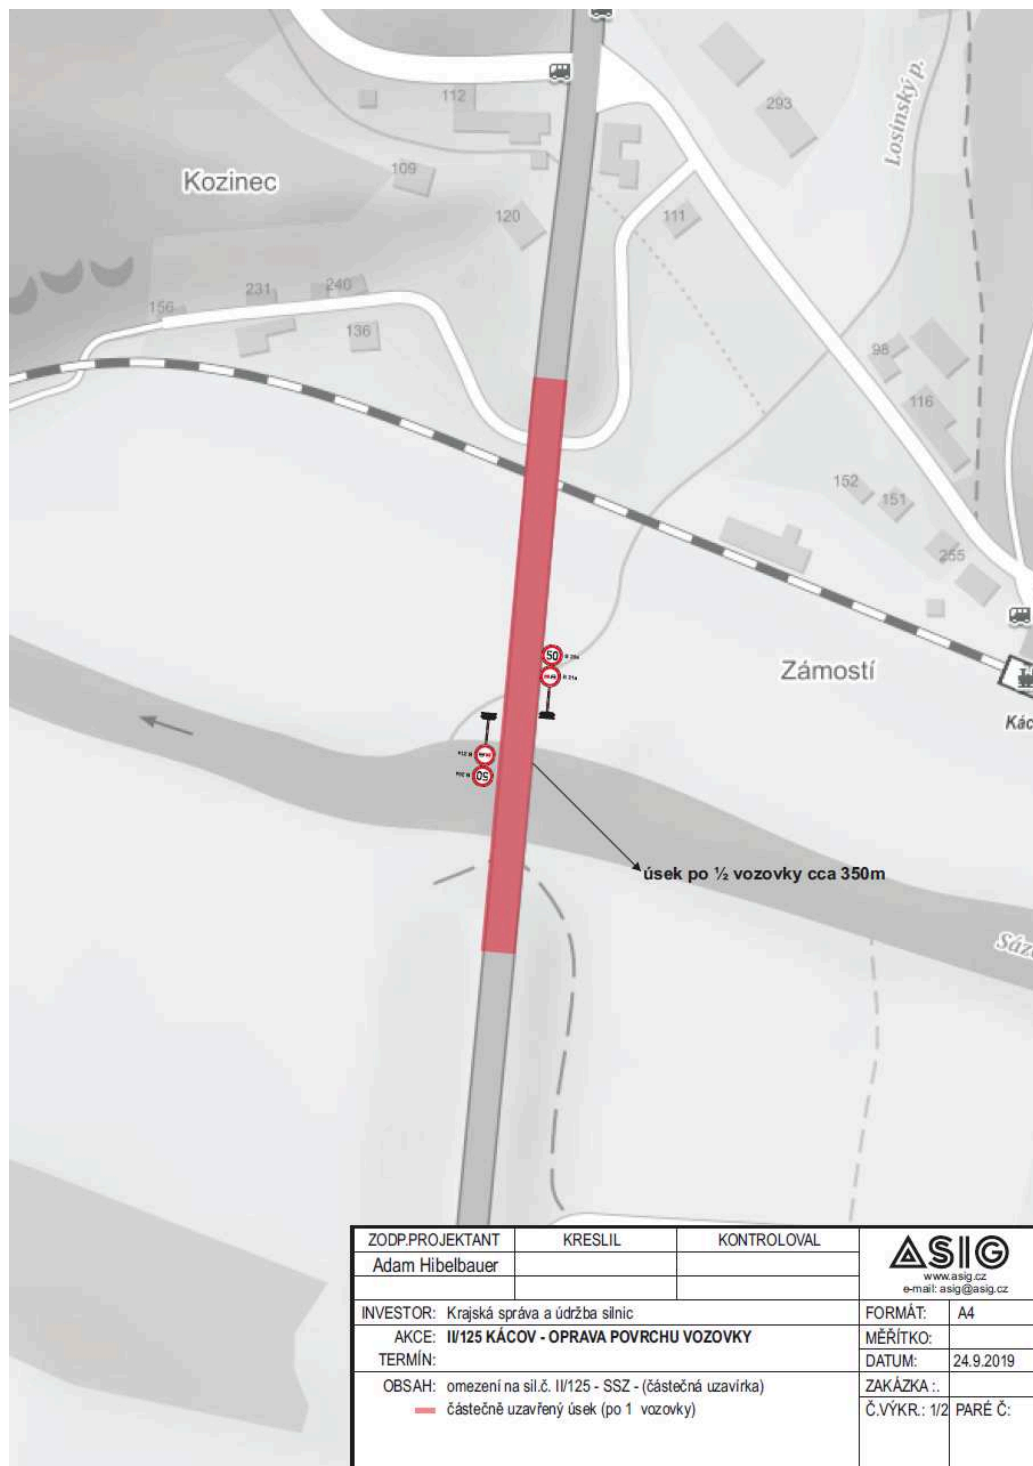 Losinský p.
112
293
109
Kozinec
120
111
231
240
156
136
98
116
152
151
255
50
B 21a
Zámostí
Kác
50
úsek po ½ vozovky cca 350m
Sáz
ZODP.PROJEKTANT KRESLIL KONTROLOVAL
Adam Hibelbauer
ASIG
www.asig.cz
e-mail: asig@asig.cz
INVESTOR: Krajská správa a údržba silnic
FORMÁT: A4
AKCE: II/125 KÁCOV - OPRAVA POVRCHU VOZOVKY
MĚŘÍTKO:
TERMÍN:
DATUM: 24.9.2019
OBSAH: omezení na sil.č. II/125 - SSZ - (částečná uzavírka)
ZAKÁZKA :.
částečně uzavřený úsek (po 1 vozovky)
Č.VÝKR.: 1/2 PARÉ Č: